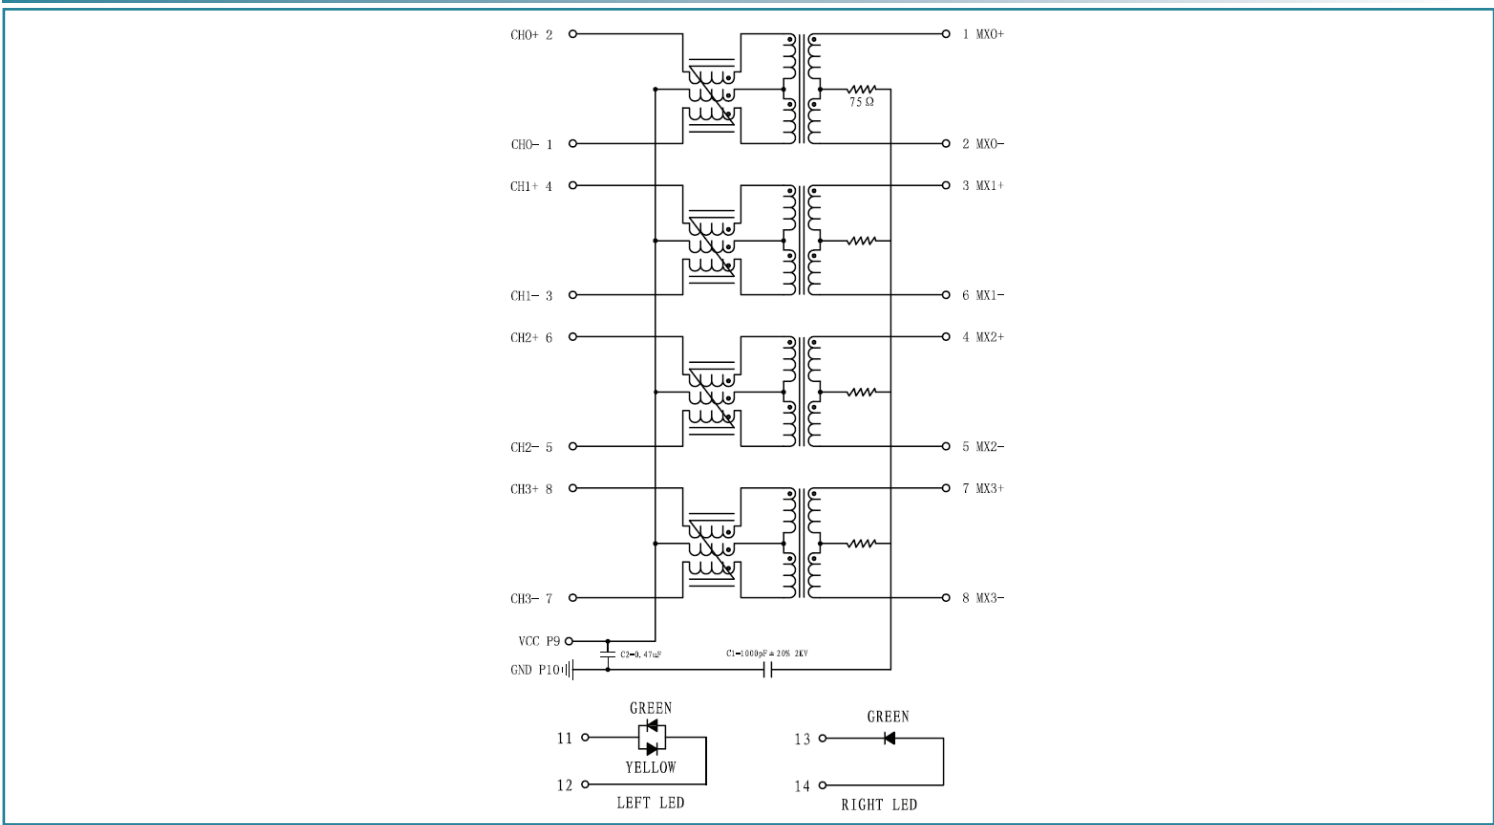 CH0+ 2
1 MX0+
75Ω
CH0- 1
2 MX0-
CH1+ 4
3 MX1+
CH1- 3
6 MX1-
CH2+ 6
4 MX2+
CH2- 5
5 MX2-
CH3+ 8
7 MX3+
CH3- 7
8 MX3-
VCC P9
C2=0.47uF
C1=1000pF±20% 2KV
GND P10
GREEN
11
YELLOW
12
LEFT LED
GREEN
13
14
RIGHT LED